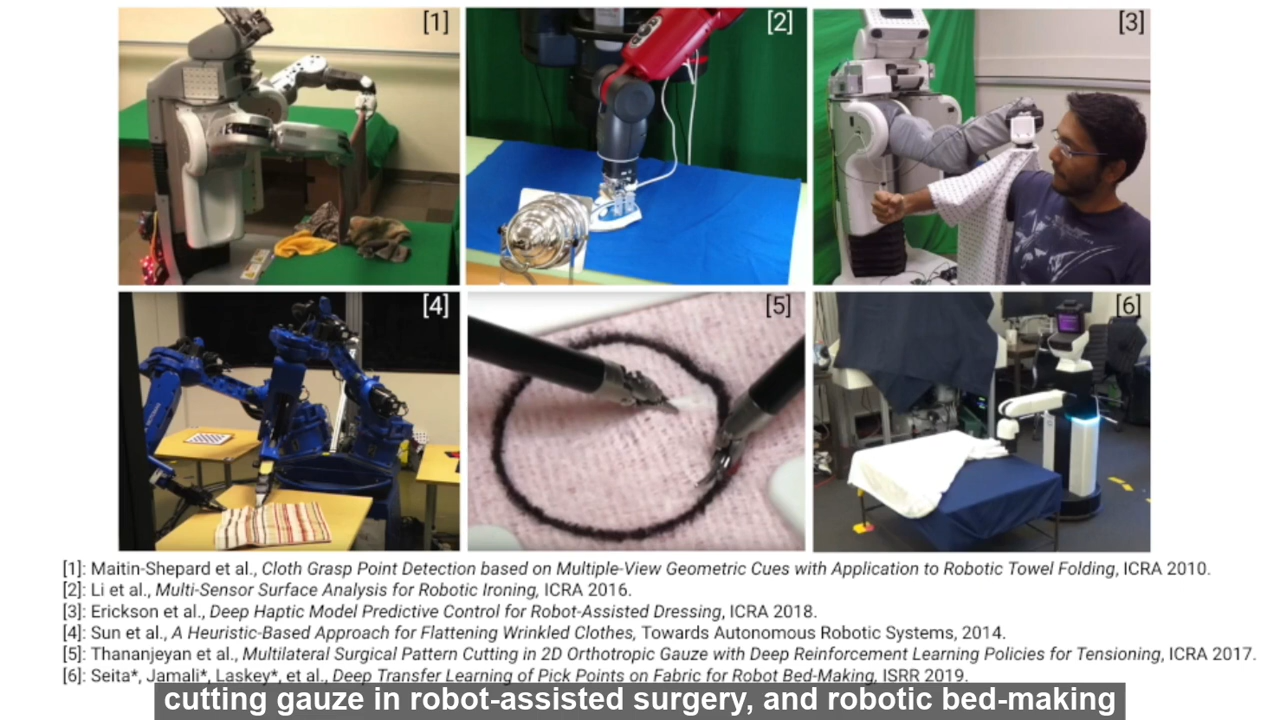 [1]
[2]
[3]
[4]
[5]
[6]
[1]: Maitin-Shepard et al., Cloth Grasp Point Detection based on Multiple-View Geometric Cues with Application to Robotic Towel Folding, ICRA 2010.
[2]: Li et al., Multi-Sensor Surface Analysis for Robotic Ironing, ICRA 2016.
[3]: Erickson et al., Deep Haptic Model Predictive Control for Robot-Assisted Dressing, ICRA 2018.
[4]: Sun et al., A Heuristic-Based Approach for Flattening Wrinkled Clothes, Towards Autonomous Robotic Systems, 2014.
[5]: Thananjeyan et al., Multilateral Surgical Pattern Cutting in 2D Orthotropic Gauze with Deep Reinforcement Learning Policies for Tensioning, ICRA 2017.
[6]: Seita*, Jamali*, Laskey*, et al., Deep Transfer Learning of Pick Points on Fabric for Robot Bed-Making, ISRR 2019.
cutting gauze in robot-assisted surgery, and robotic bed-making